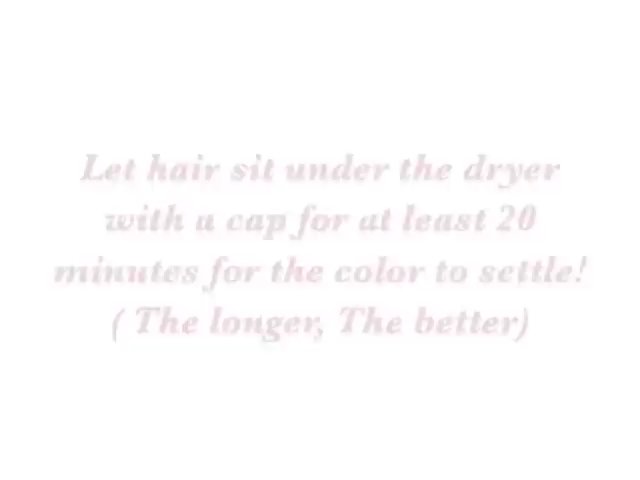 Let hair sit under the dryer
with a cap for at least 20
minutes for the color to settle!
( The longer, The better)